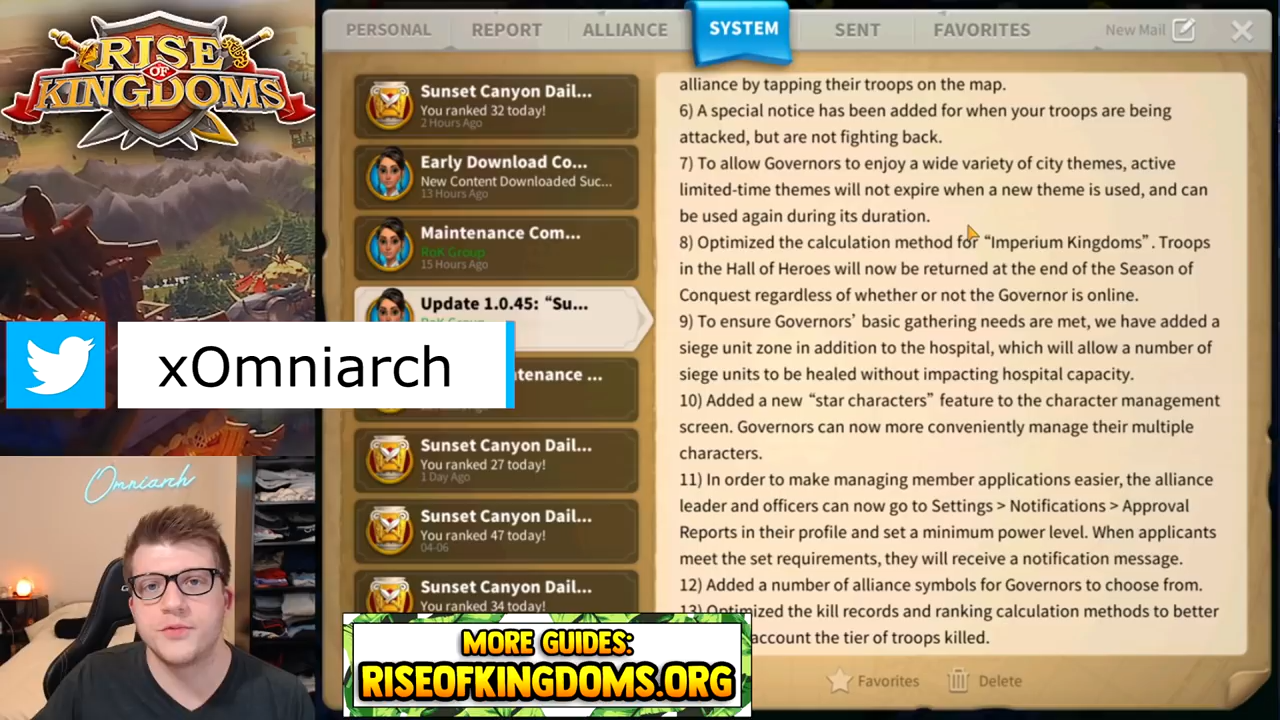 RISE
OF
KINGDOMS
PERSONAL
REPORT
ALLIANCE
SYSTEM
SENT
FAVORITES
New Mail
Sunset Canyon Dail...
You ranked 32 today!
2 Hours Ago
Early Download Co...
New Content Downloaded Suc...
13 Hours Ago
Maintenance Com...
RoK Group
15 Hours Ago
Update 1.0.45: “Su...
RoK Group
xOmniarch
ntenance ...
Sunset Canyon Dail...
You ranked 27 today!
1 Day Ago
Sunset Canyon Dail...
You ranked 47 today!
04-06
Sunset Canyon Dail...
You ranked 34 today!
alliance by tapping their troops on the map.
6) A special notice has been added for when your troops are being
attacked, but are not fighting back.
7) To allow Governors to enjoy a wide variety of city themes, active
limited-time themes will not expire when a new theme is used, and can
be used again during its duration.
8) Optimized the calculation method for “Imperium Kingdoms”. Troops
in the Hall of Heroes will now be returned at the end of the Season of
Conquest regardless of whether or not the Governor is online.
9) To ensure Governors’ basic gathering needs are met, we have added a
siege unit zone in addition to the hospital, which will allow a number of
siege units to be healed without impacting hospital capacity.
10) Added a new “star characters” feature to the character management
screen. Governors can now more conveniently manage their multiple
characters.
11) In order to make managing member applications easier, the alliance
leader and officers can now go to Settings > Notifications > Approval
Reports in their profile and set a minimum power level. When applicants
meet the set requirements, they will receive a notification message.
12) Added a number of alliance symbols for Governors to choose from.
13) Optimized the kill records and ranking calculation methods to better
account the tier of troops killed.
Favorites
Delete
Omniarch
MORE GUIDES:
RISEOFKINGDOMS.ORG